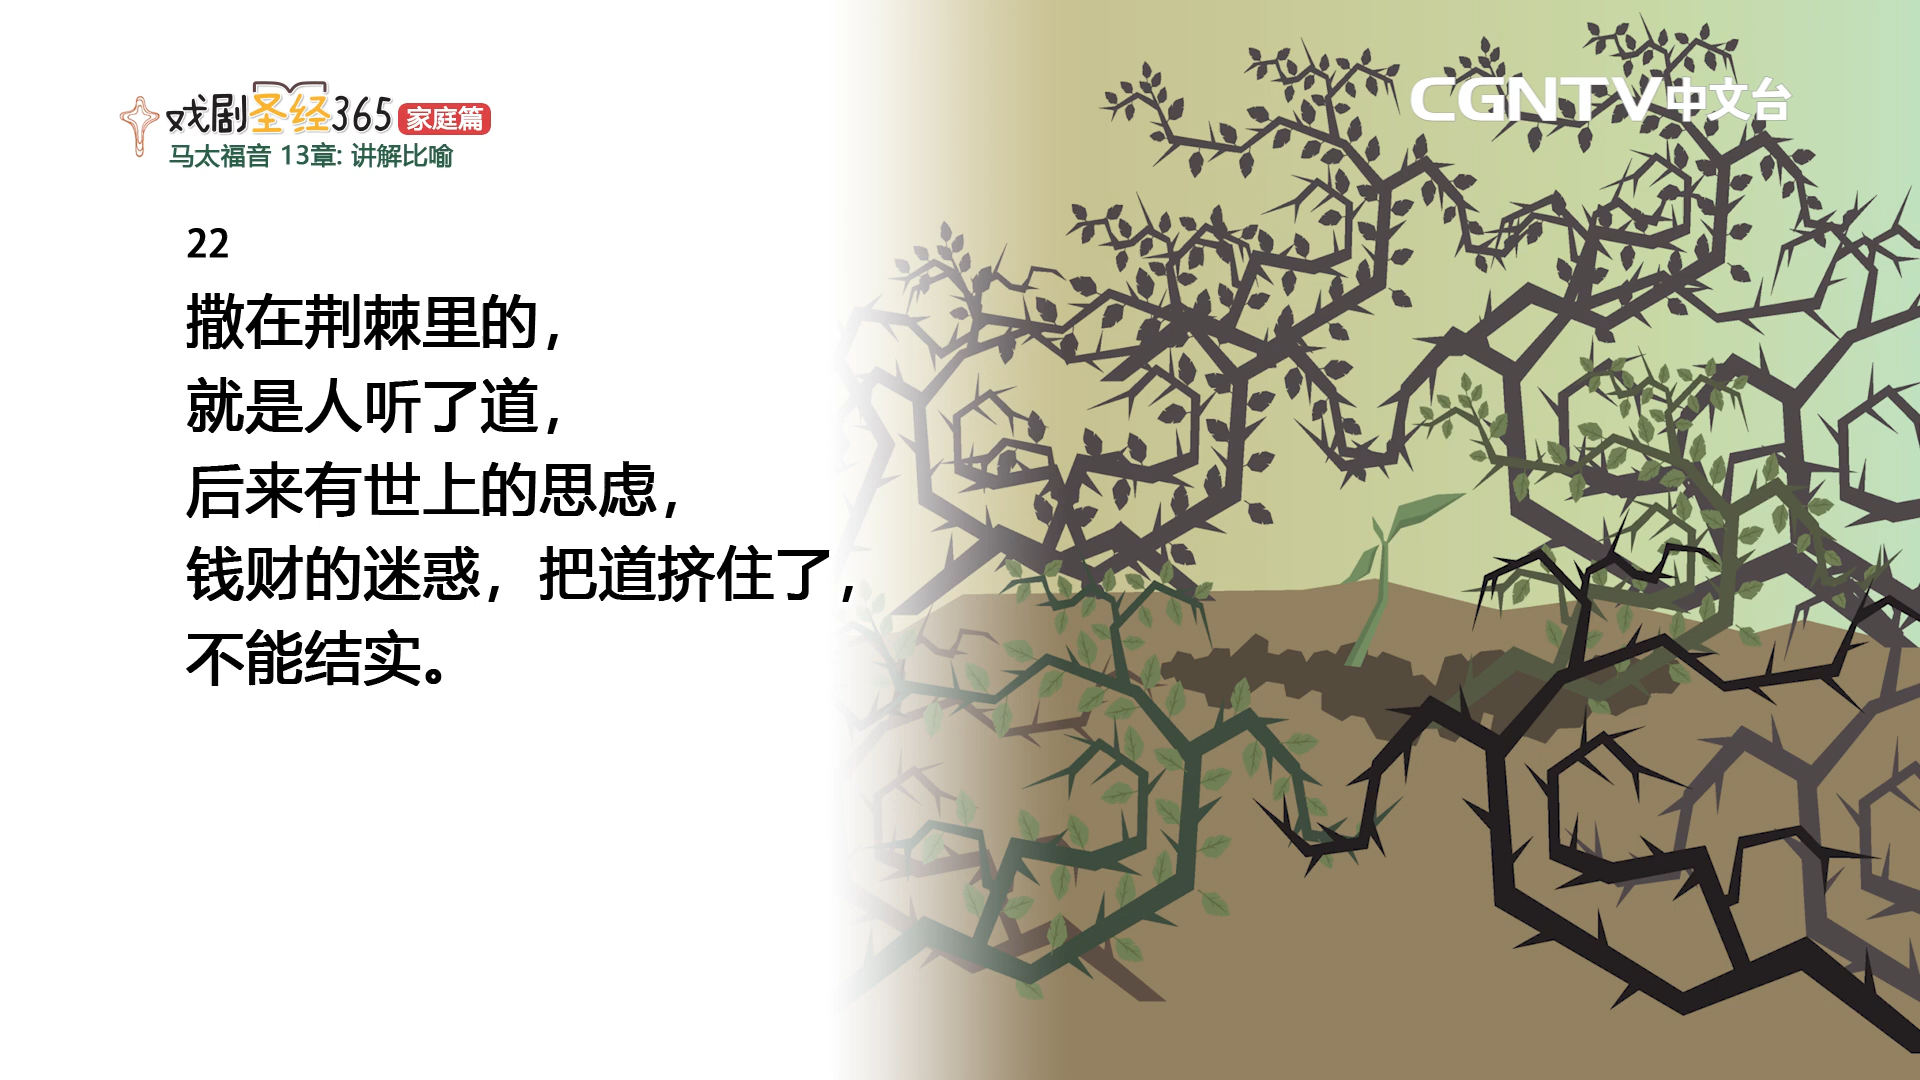 戏剧圣经365 家庭篇
CGNTV中文台
马太福音 13章: 讲解比喻
22
撒在荆棘里的，
就是人听了道，
后来有世上的思虑，
钱财的迷惑，把道挤住了，
不能结实。